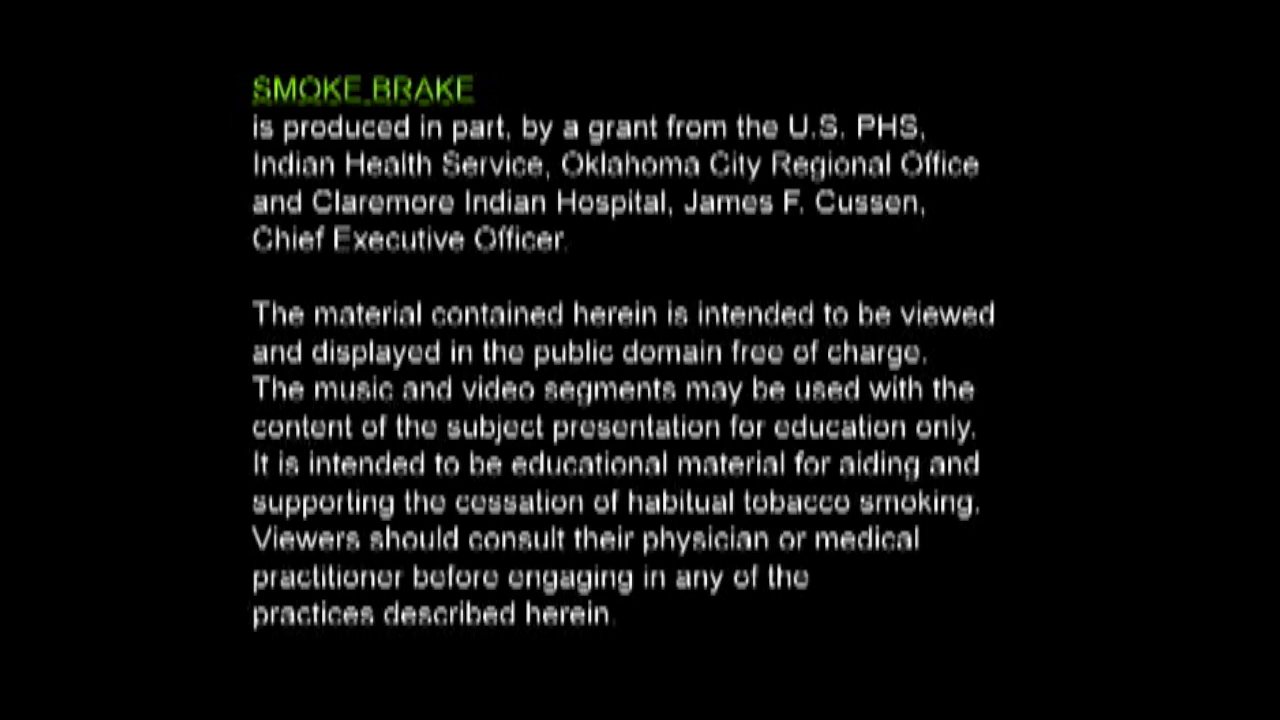 SMOKE BRAKE
is produced in part, by a grant from the U.S. PHS,
Indian Health Service, Oklahoma City Regional Office
and Claremore Indian Hospital, James F. Cussen,
Chief Executive Officer.
The material contained herein is intended to be viewed
and displayed in the public domain free of charge.
The music and video segments may be used with the
content of the subject presentation for education only.
It is intended to be educational material for aiding and
supporting the cessation of habitual tobacco smoking.
Viewers should consult their physician or medical
practitioner before engaging in any of the
practices described herein.